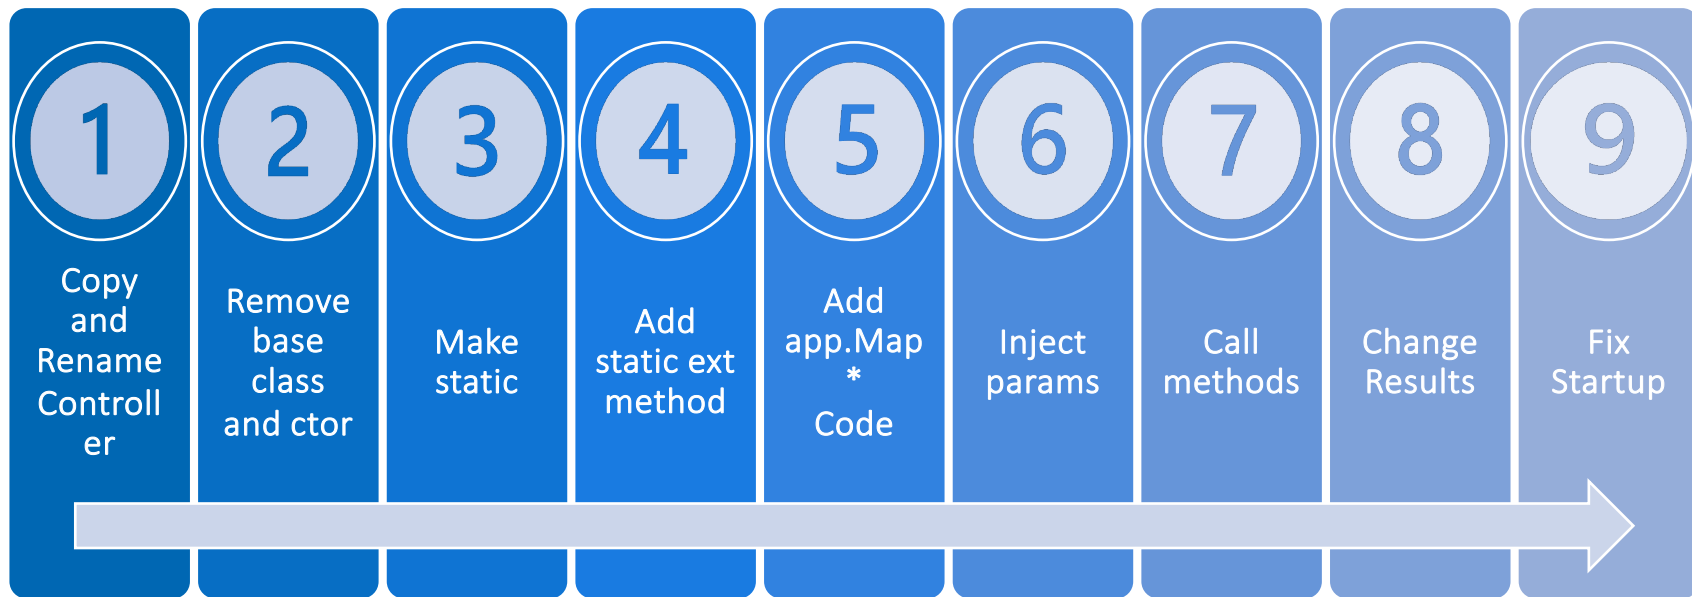 1
Copy
and
Rename
Controll
er
2
Remove
base
class
and ctor
3
Make
static
4
Add
static ext
method
5
Add
app.Map
*
Code
6
Inject
params
7
Call
methods
8
Change
Results
9
Fix
Startup